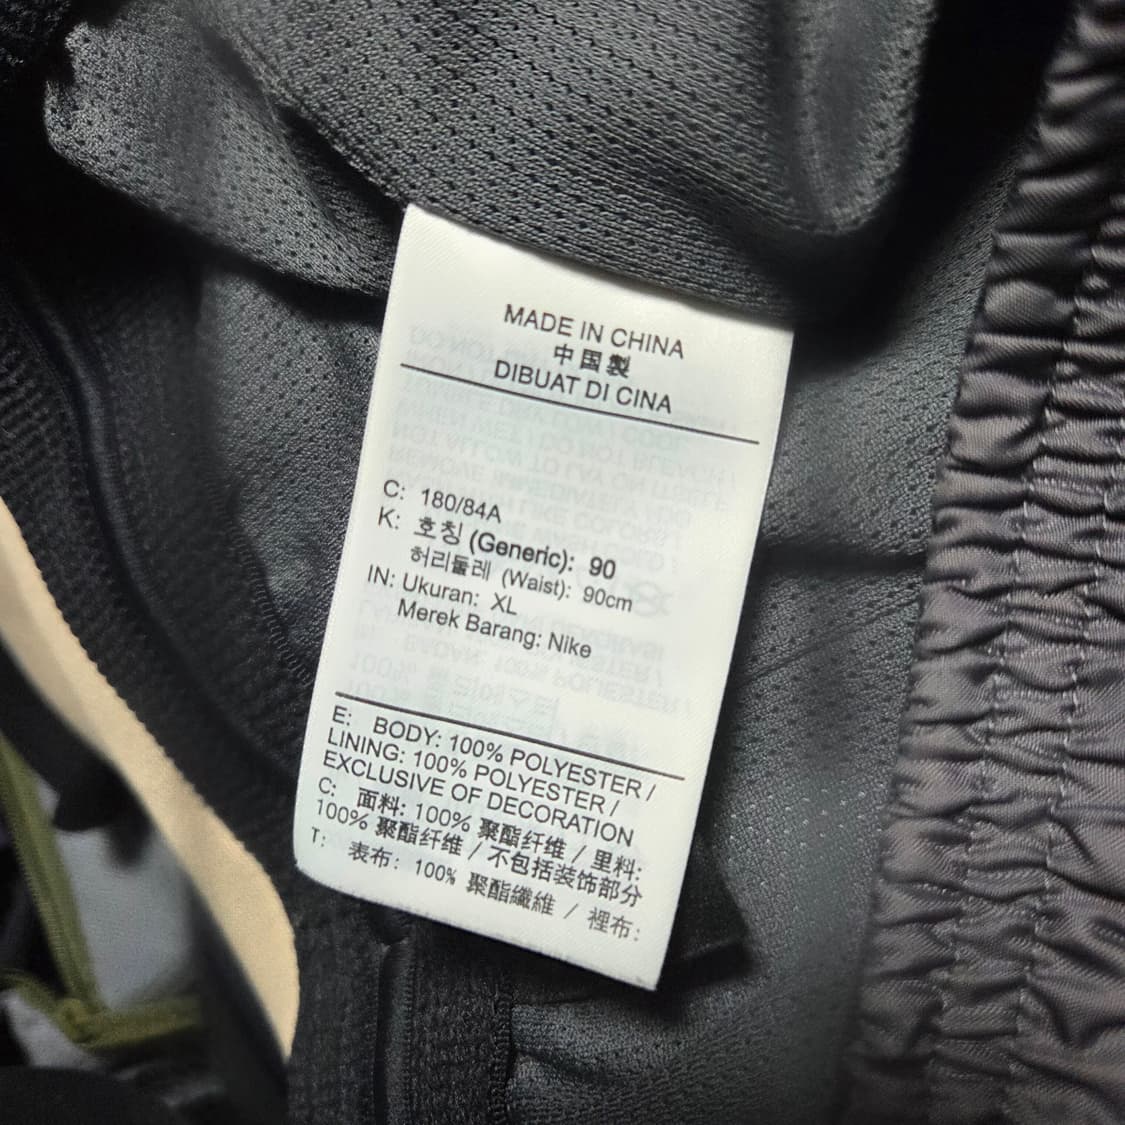 MADE IN CHINA
中国製
DIBUAT DI CINA
C: 180/84A
K: 호칭 (Generic): 90
허리둘레 (Waist): 90cm
IN: Ukuran: XL
Merek Barang: Nike
E: BODY: 100% POLYESTER /
LINING: 100% POLYESTER /
EXCLUSIVE OF DECORATION
C: 面料: 100% 聚酯纤维 / 里料:
100% 聚酯纤维 / 不包括装饰部分
T: 表布: 100% 聚酯纖維 / 裡布: